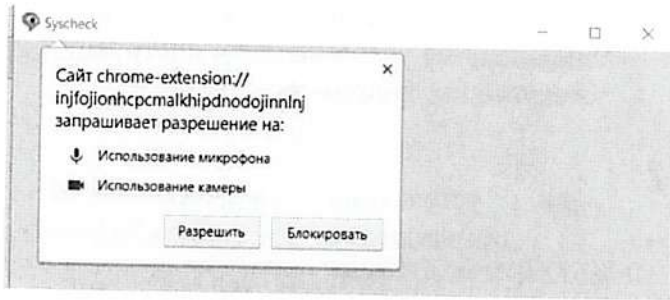 Syscheck
Сайт chrome-extension://
injfojionhcpcmalkhipdnodojinnlnj
запрашивает разрешение на:
Использование микрофона
Использование камеры
Разрешить
Блокировать